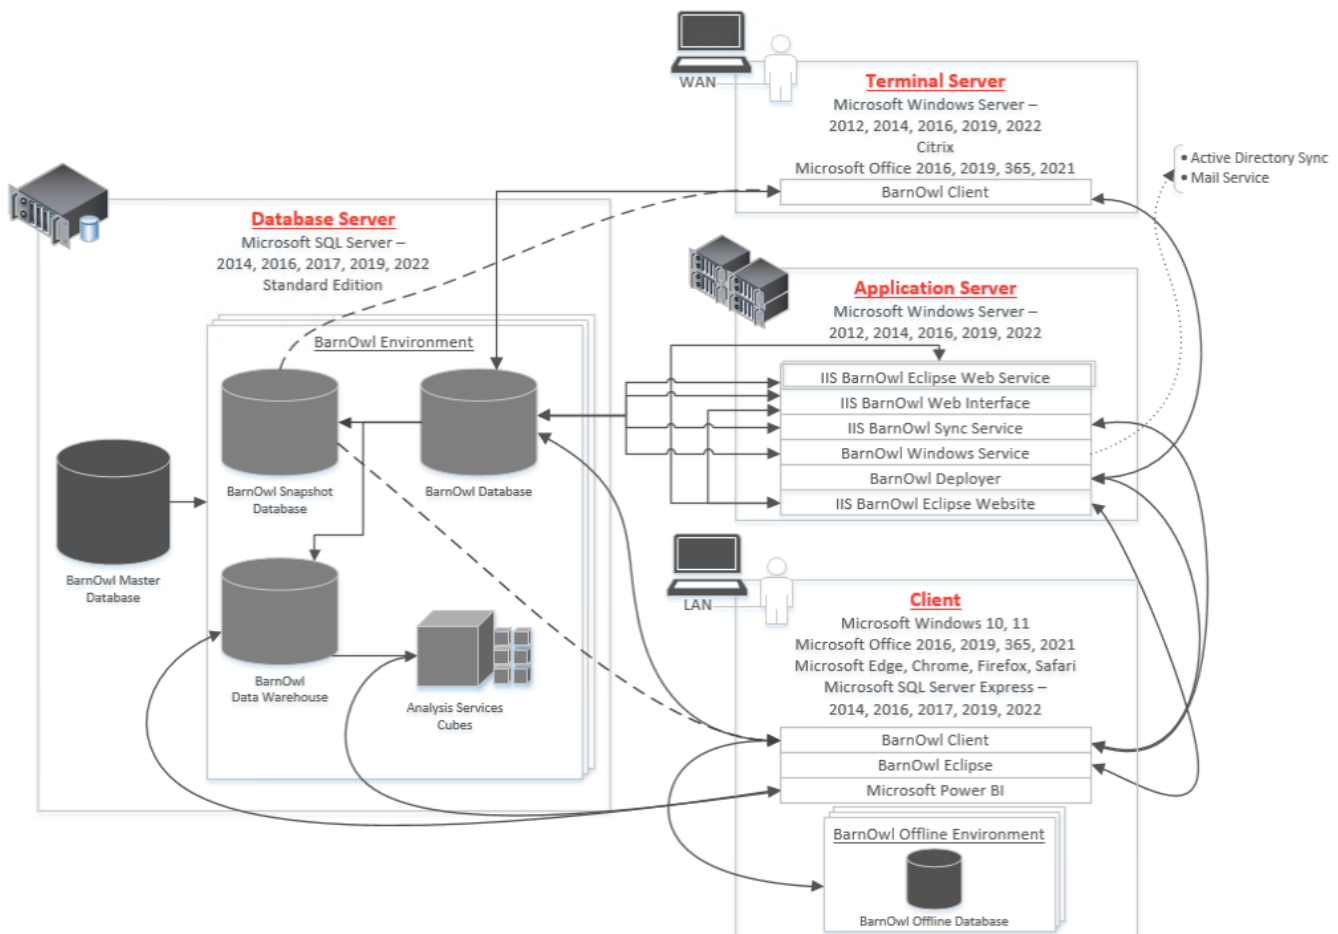 WAN
Terminal Server
Microsoft Windows Server –
2012, 2014, 2016, 2019, 2022
Citrix
Microsoft Office 2016, 2019, 365, 2021
BarnOwl Client
• Active Directory Sync
• Mail Service
Database Server
Microsoft SQL Server –
2014, 2016, 2017, 2019, 2022
Standard Edition
BarnOwl Environment
BarnOwl Snapshot
Database
BarnOwl Database
BarnOwl Master
Database
BarnOwl
Data Warehouse
Analysis Services
Cubes
Application Server
Microsoft Windows Server –
2012, 2014, 2016, 2019, 2022
IIS BarnOwl Eclipse Web Service
IIS BarnOwl Web Interface
IIS BarnOwl Sync Service
BarnOwl Windows Service
BarnOwl Deployer
IIS BarnOwl Eclipse Website
LAN
Client
Microsoft Windows 10, 11
Microsoft Office 2016, 2019, 365, 2021
Microsoft Edge, Chrome, Firefox, Safari
Microsoft SQL Server Express –
2014, 2016, 2017, 2019, 2022
BarnOwl Client
BarnOwl Eclipse
Microsoft Power BI
BarnOwl Offline Environment
BarnOwl Offline Database